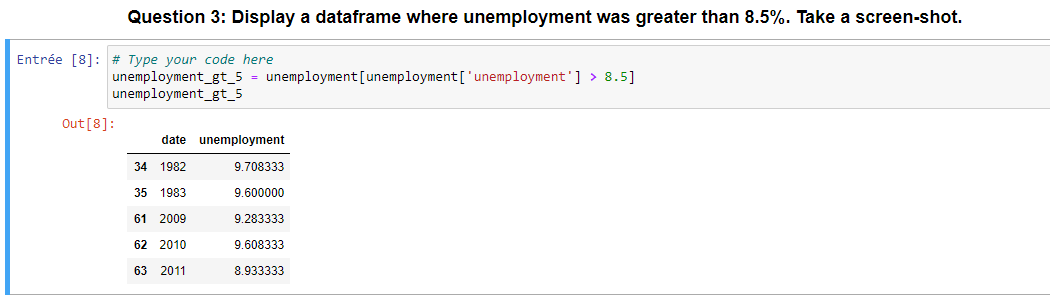 Question 3: Display a dataframe where unemployment was greater than 8.5%. Take a screen-shot.
Entrée [8]: # Type your code here
unemployment_gt_5 = unemployment[unemployment['unemployment'] > 8.5]
unemployment_gt_5
Out[8]:
date unemployment
34 1982 9.708333
35 1983 9.600000
61 2009 9.283333
62 2010 9.608333
63 2011 8.933333